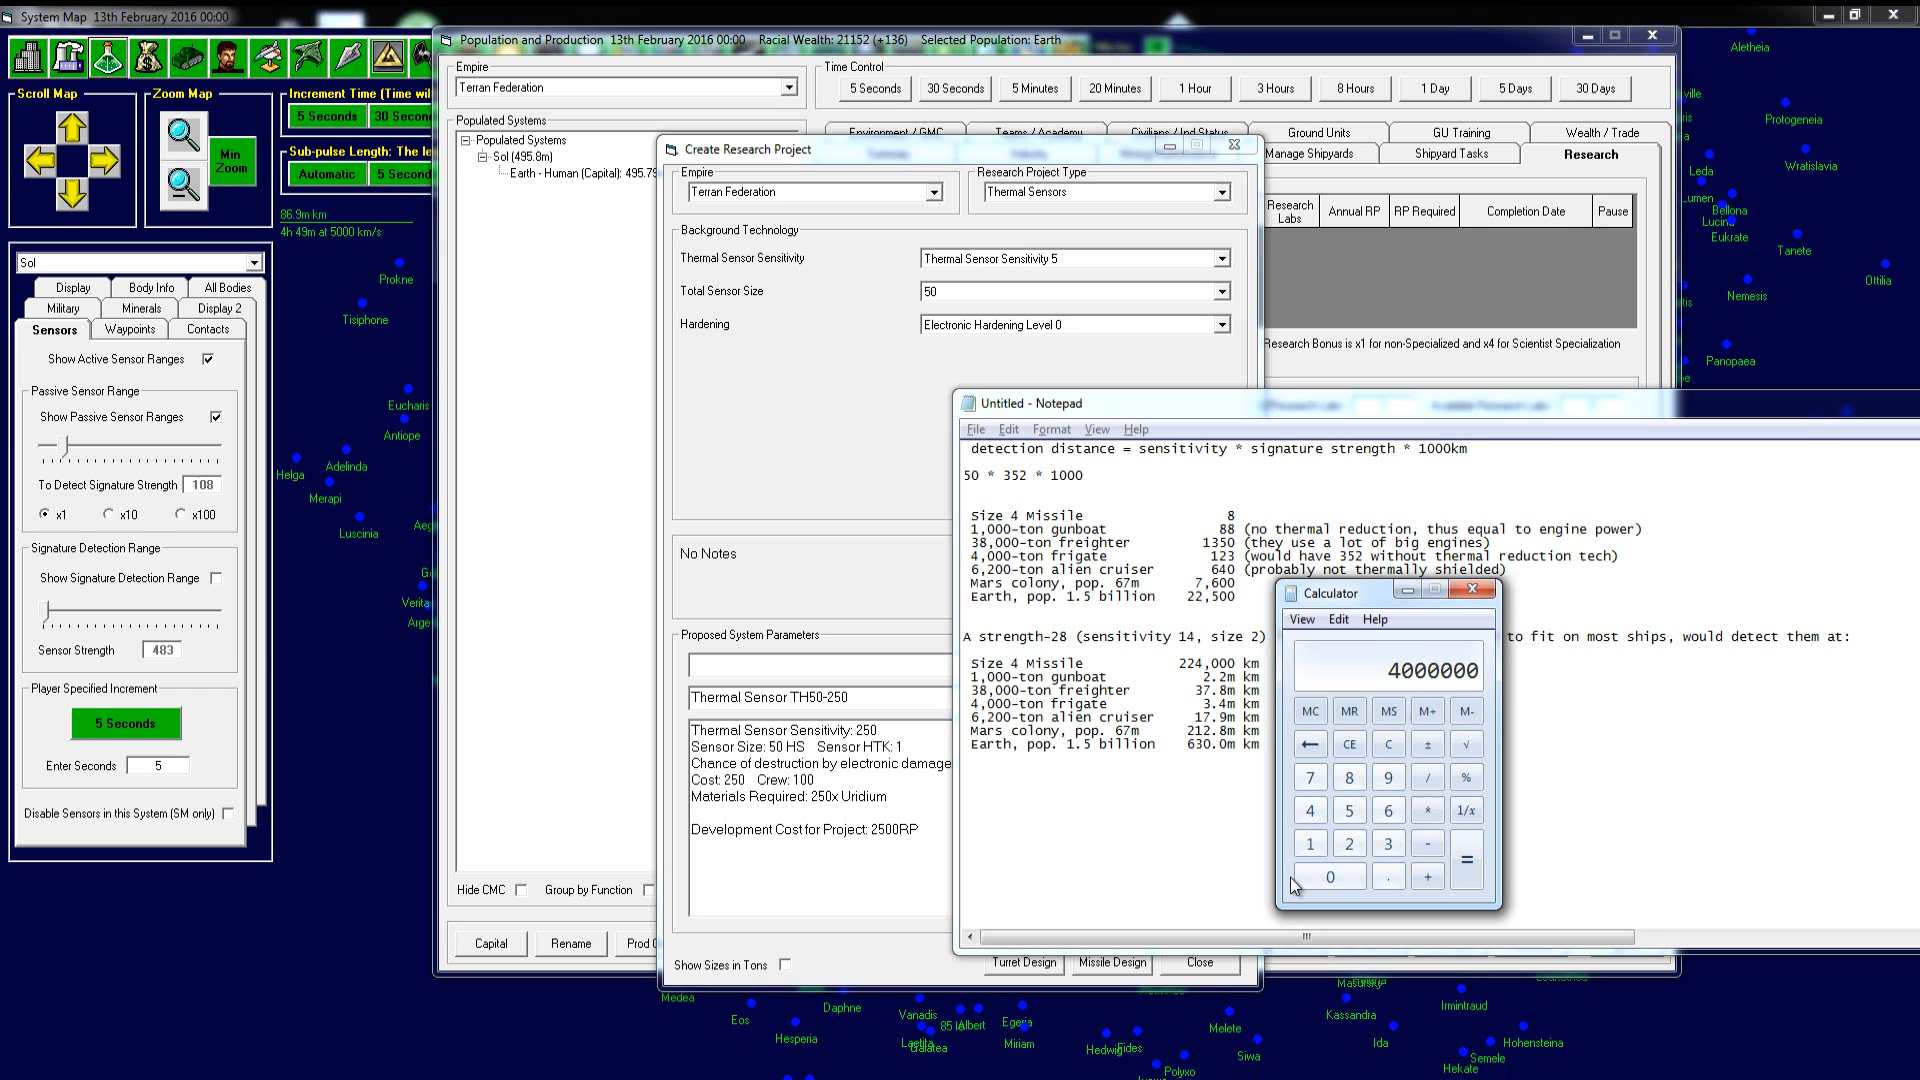 System Map  13th February 2016 00:00
Scroll Map
Zoom Map
Min Zoom
Increment Time (Time wil
5 Seconds
30 Secon
Sub-pulse Length: The le
Automatic
5 Second
86.9m km
4h 49m at 5000 km/s
Sol
Display
Body Info
All Bodies
Military
Minerals
Display 2
Sensors
Waypoints
Contacts
Show Active Sensor Ranges
Passive Sensor Range
Show Passive Sensor Ranges
To Detect Signature Strength 108
x1
x10
x100
Signature Detection Range
Show Signature Detection Range
Sensor Strength 483
Player Specified Increment
5 Seconds
Enter Seconds 5
Disable Sensors in this System (SM only)
Prokne
Tisiphone
Eucharis
Antiope
Helga
Adelinda
Merapi
Luscinia
Population and Production  13th February 2016 00:00    Racial Wealth: 21152 (+136)    Selected Population: Earth
Empire
Terran Federation
Time Control
5 Seconds
30 Seconds
5 Minutes
20 Minutes
1 Hour
3 Hours
8 Hours
1 Day
5 Days
30 Days
Populated Systems
Populated Systems
Sol (495.8m)
Earth - Human (Capital): 495.79
Environment / GMC
Teams / Academy
Civilians / Ind Status
Ground Units
GU Training
Wealth / Trade
Manage Shipyards
Shipyard Tasks
Research
Research Labs
Annual RP
RP Required
Completion Date
Pause
Research Bonus is x1 for non-Specialized and x4 for Scientist Specialization
Hide CMC
Group by Function
Capital
Rename
Create Research Project
Empire
Terran Federation
Research Project Type
Thermal Sensors
Background Technology
Thermal Sensor Sensitivity
Thermal Sensor Sensitivity 5
Total Sensor Size
50
Hardening
Electronic Hardening Level 0
No Notes
Proposed System Parameters
Thermal Sensor TH50-250
Thermal Sensor Sensitivity: 250
Sensor Size: 50 HS    Sensor HTK: 1
Chance of destruction by electronic damage
Cost: 250    Crew: 100
Materials Required: 250x Uridium
Development Cost for Project: 2500RP
Show Sizes in Tons
Turret Design
Missile Design
Close
Untitled - Notepad
File
Edit
Format
View
Help
detection distance = sensitivity * signature strength * 1000km
50 * 352 * 1000
Size 4 Missile 8
1,000-ton gunboat 88 (no thermal reduction, thus equal to engine power)
38,000-ton freighter 1350 (they use a lot of big engines)
4,000-ton frigate 123 (would have 352 without thermal reduction tech)
6,200-ton alien cruiser 640 (probably not thermally shielded)
Mars colony, pop. 67m 7,600
Earth, pop. 1.5 billion 22,500
A strength-28 (sensitivity 14, size 2) to fit on most ships, would detect them at:
Size 4 Missile 224,000 km
1,000-ton gunboat 2.2m km
38,000-ton freighter 37.8m km
4,000-ton frigate 3.4m km
6,200-ton alien cruiser 17.9m km
Mars colony, pop. 67m 212.8m km
Earth, pop. 1.5 billion 630.0m km
Calculator
View
Edit
Help
4000000
MC MR MS M+ M-
← CE C ± √
7 8 9 / %
4 5 6 * 1/x
1 2 3 - =
0 . +
Aletheia
Protogeneia
Leda
Wratislavia
Bellona
Eukrate
Tanete
Ottilia
Nemesis
Panopaea
Medea
Eos
Hesperia
Daphne
Vanadis
Laetitia
Galatea
Albert
Egeria
Miriam
Hedwig
Fides
Polyxo
Melete
Siwa
Kassandra
Ida
Irmintraud
Hohensteina
Semele
Hekate